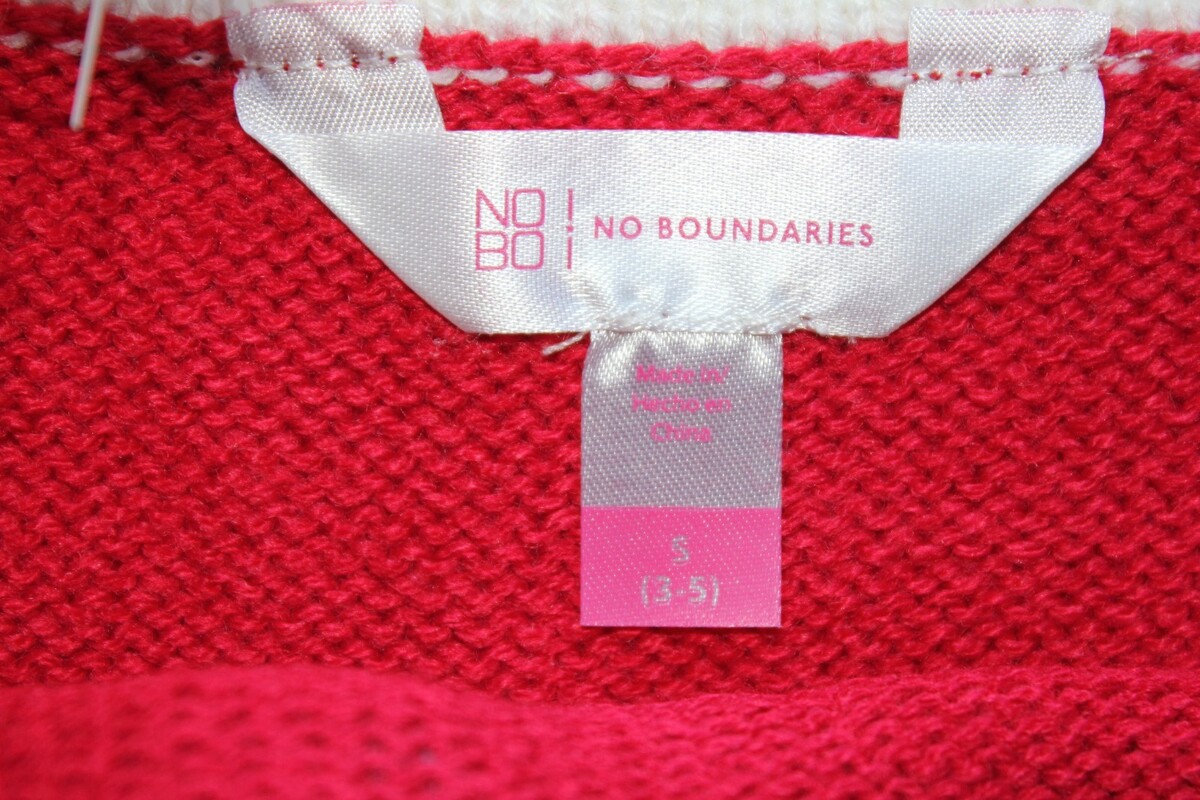 NO
BO
NO BOUNDARIES
Made in/
Hecho en
China
S
(3-5)